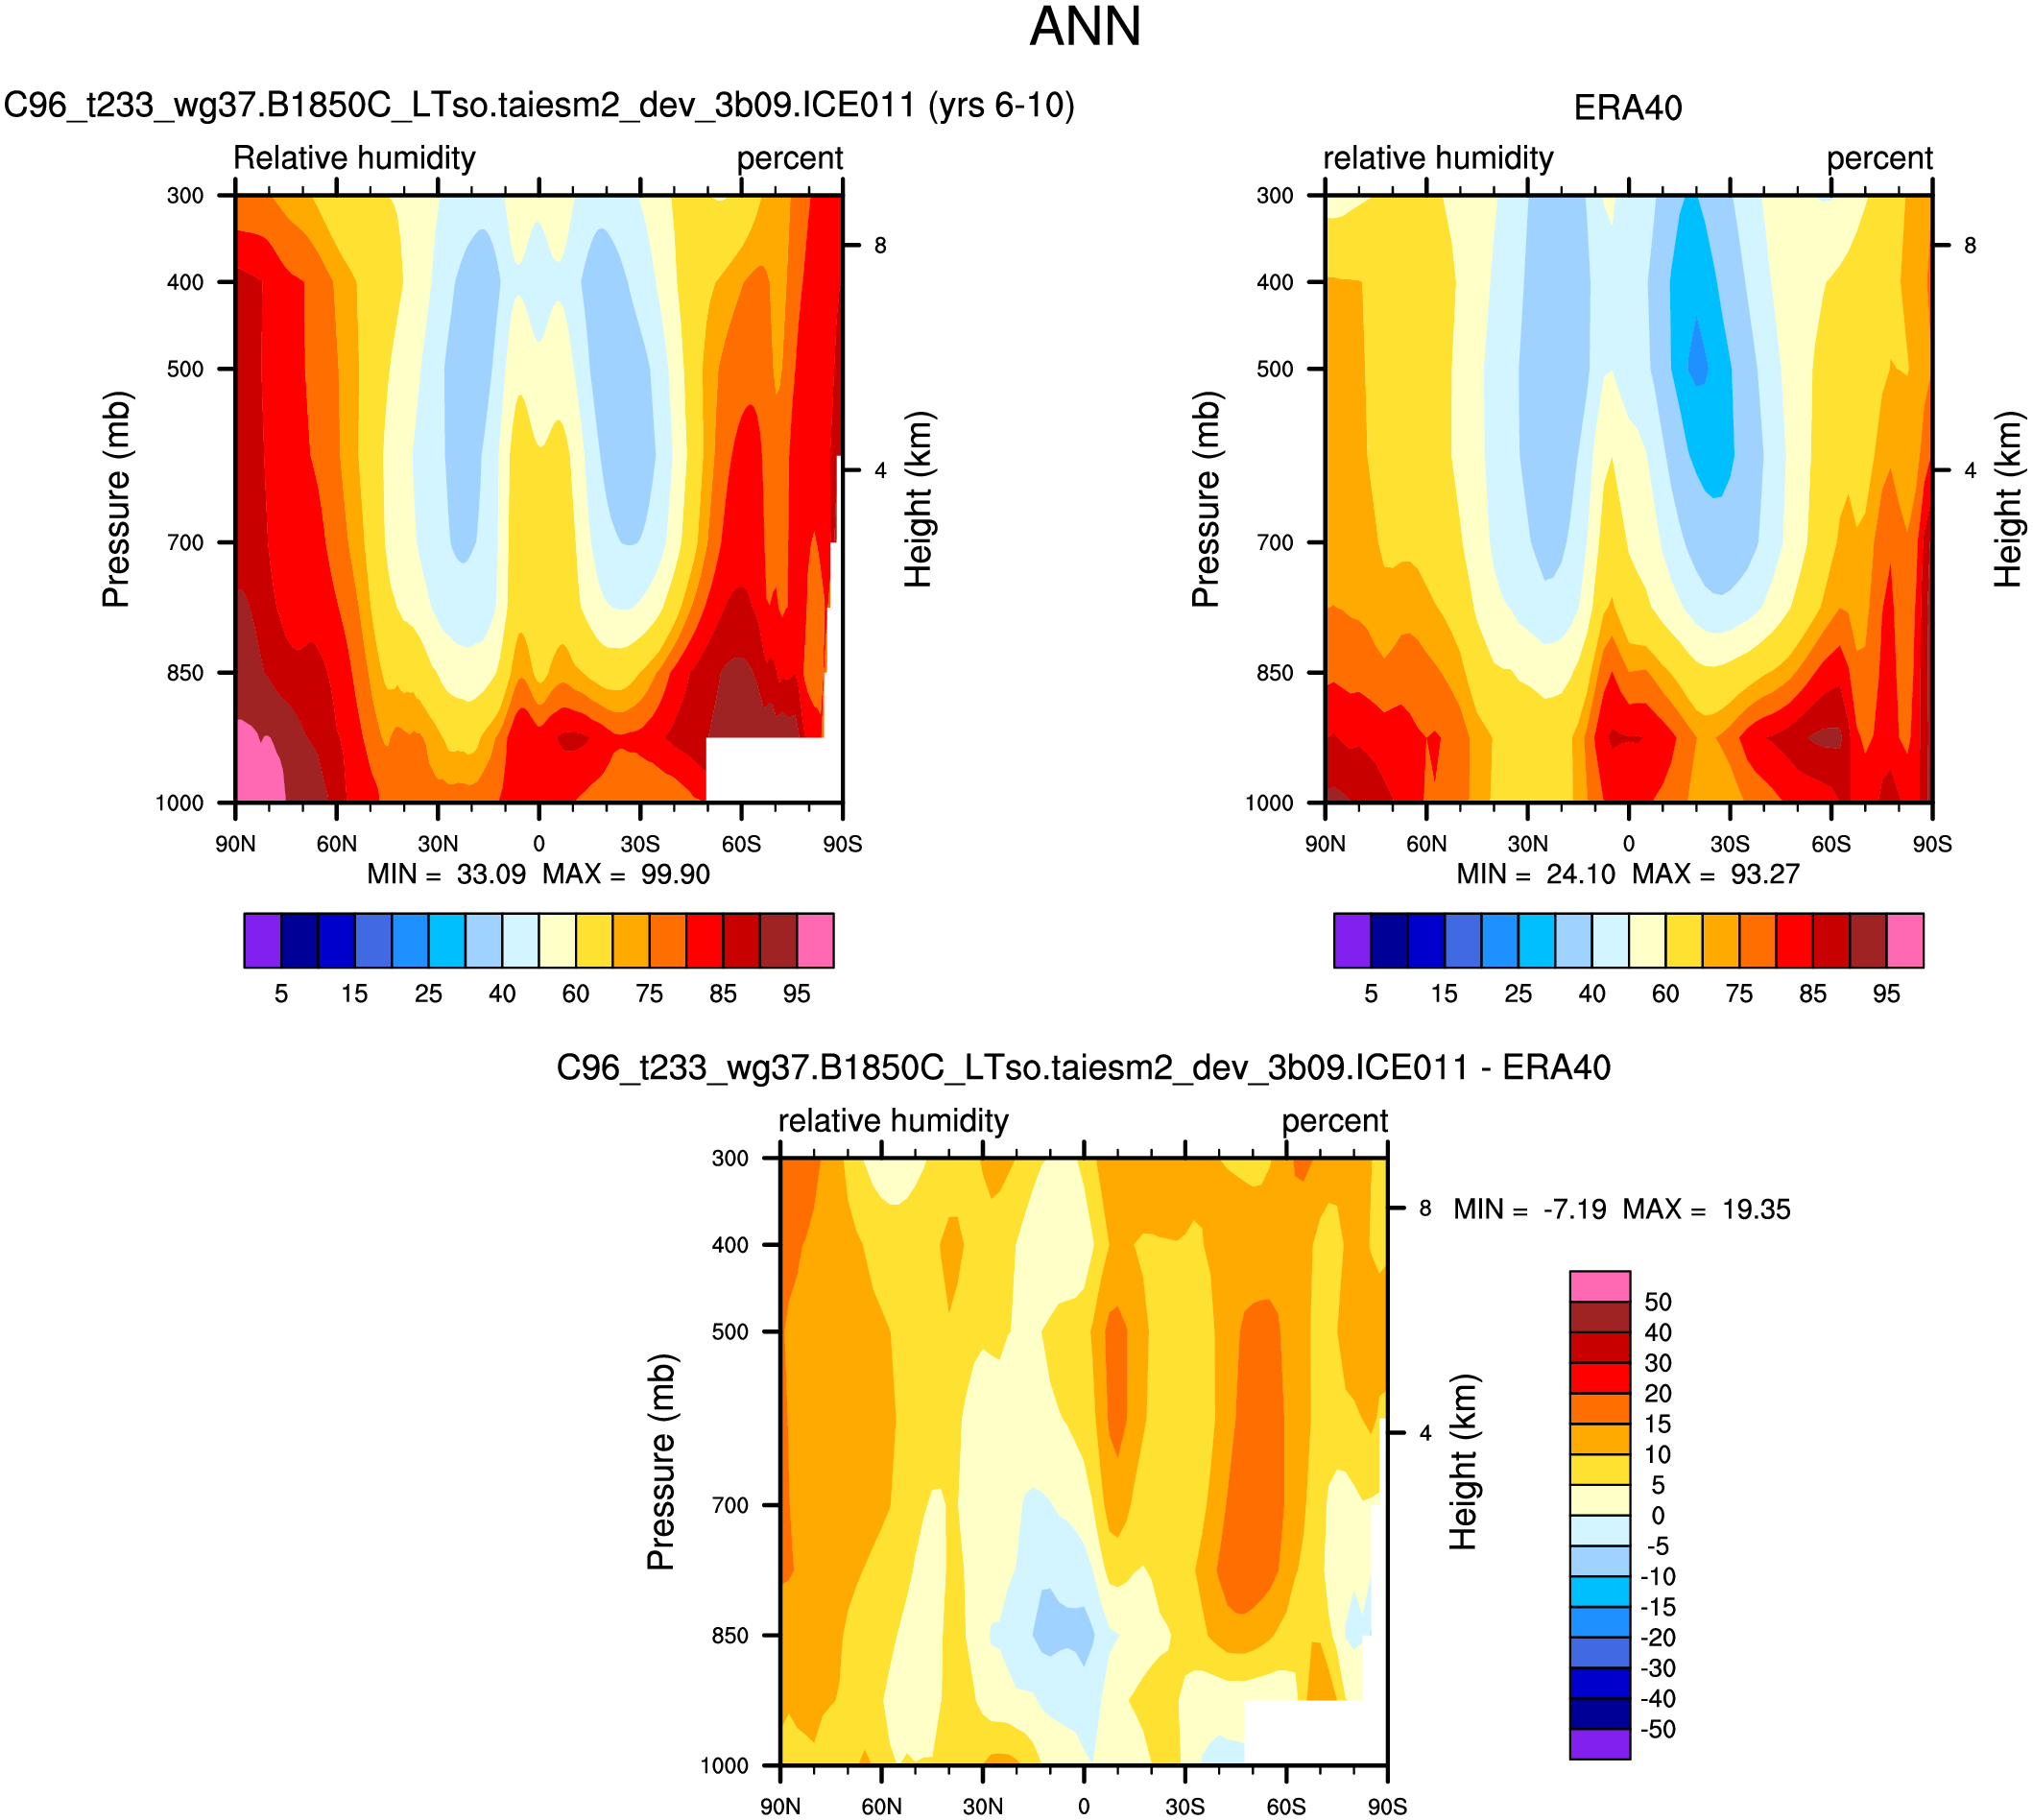 ANN
C96_t233_wg37.B1850C_LTso.taiesm2_dev_3b09.ICE011 (yrs 6-10)
Relative humidity percent
300
400
500
700
850
1000
Pressure (mb)
8
4
Height (km)
90N 60N 30N 0 30S 60S 90S
MIN = 33.09 MAX = 99.90
5 15 25 40 60 75 85 95
ERA40
relative humidity percent
300
400
500
700
850
1000
Pressure (mb)
8
4
Height (km)
90N 60N 30N 0 30S 60S 90S
MIN = 24.10 MAX = 93.27
5 15 25 40 60 75 85 95
C96_t233_wg37.B1850C_LTso.taiesm2_dev_3b09.ICE011 - ERA40
relative humidity percent
300
400
500
700
850
1000
Pressure (mb)
8
4
Height (km)
90N 60N 30N 0 30S 60S 90S
MIN = -7.19 MAX = 19.35
50
40
30
20
15
10
5
0
-5
-10
-15
-20
-30
-40
-50